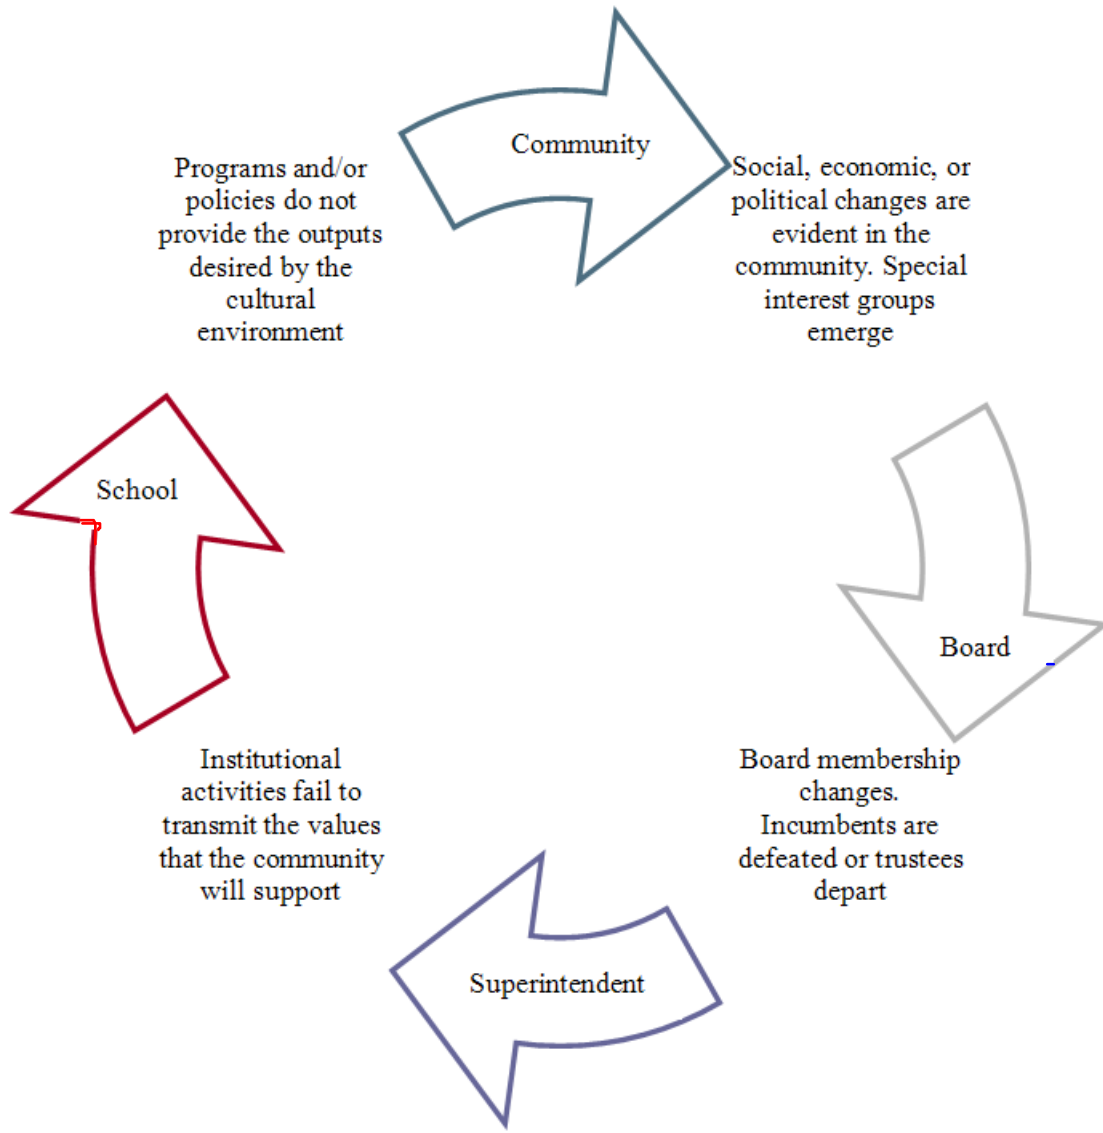 Community
Social, economic, or
political changes are
evident in the
community. Special
interest groups
emerge
Board
Board membership
changes.
Incumbents are
defeated or trustees
depart
Superintendent
Institutional
activities fail to
transmit the values
that the community
will support
School
Programs and/or
policies do not
provide the outputs
desired by the
cultural
environment